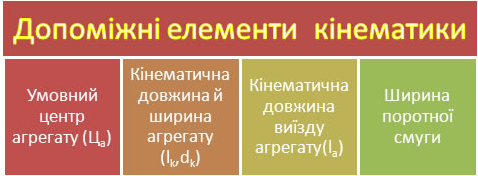 Допоміжні елементи кінематики
Умовний
центр
агрегату (Ца)
Кінематична
довжина й
ширина
агрегату
(lk,dk)
Кінематична
довжина
виїзду
агрегату(la)
Ширина
поротної
смуги